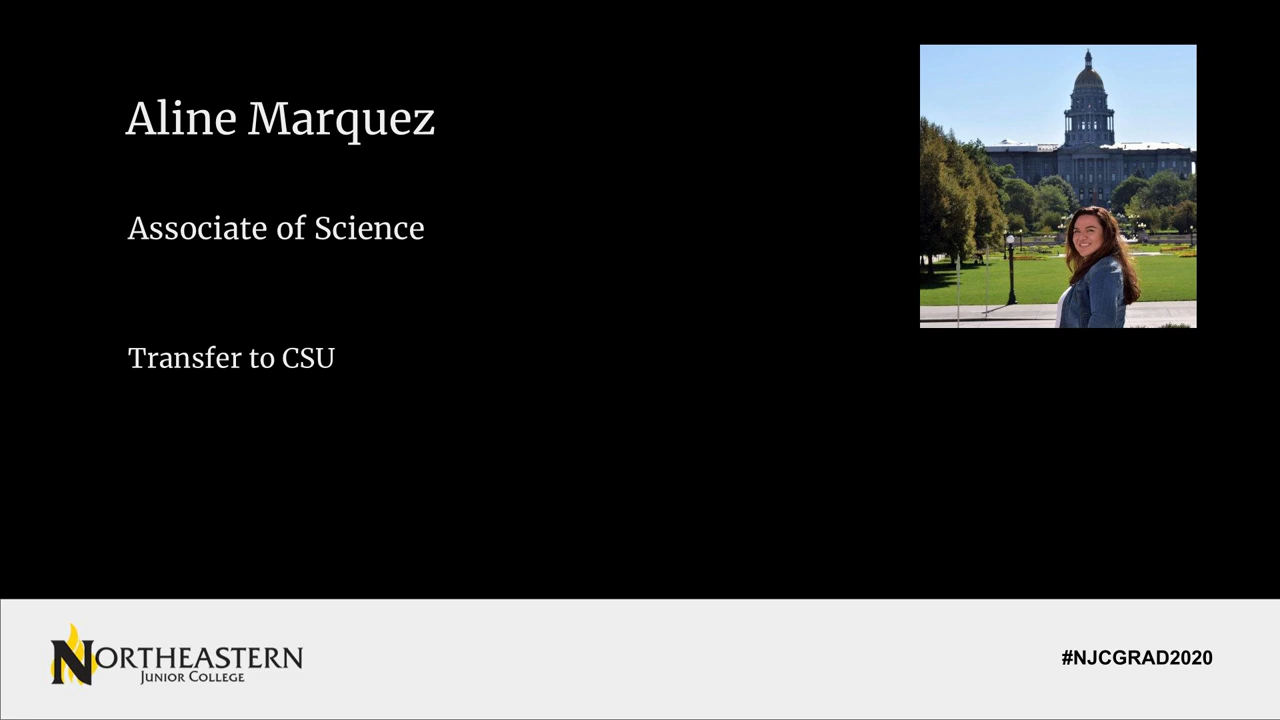 Aline Marquez
Associate of Science
Transfer to CSU
NORTHEASTERN
JUNIOR COLLEGE
#NJCGRAD2020